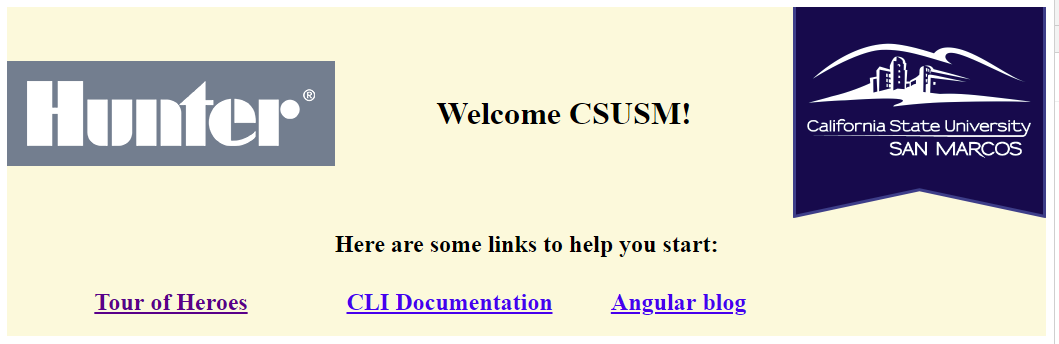 Hunter®
Welcome CSUSM!
California State University
SAN MARCOS
Here are some links to help you start:
Tour of Heroes
CLI Documentation
Angular blog